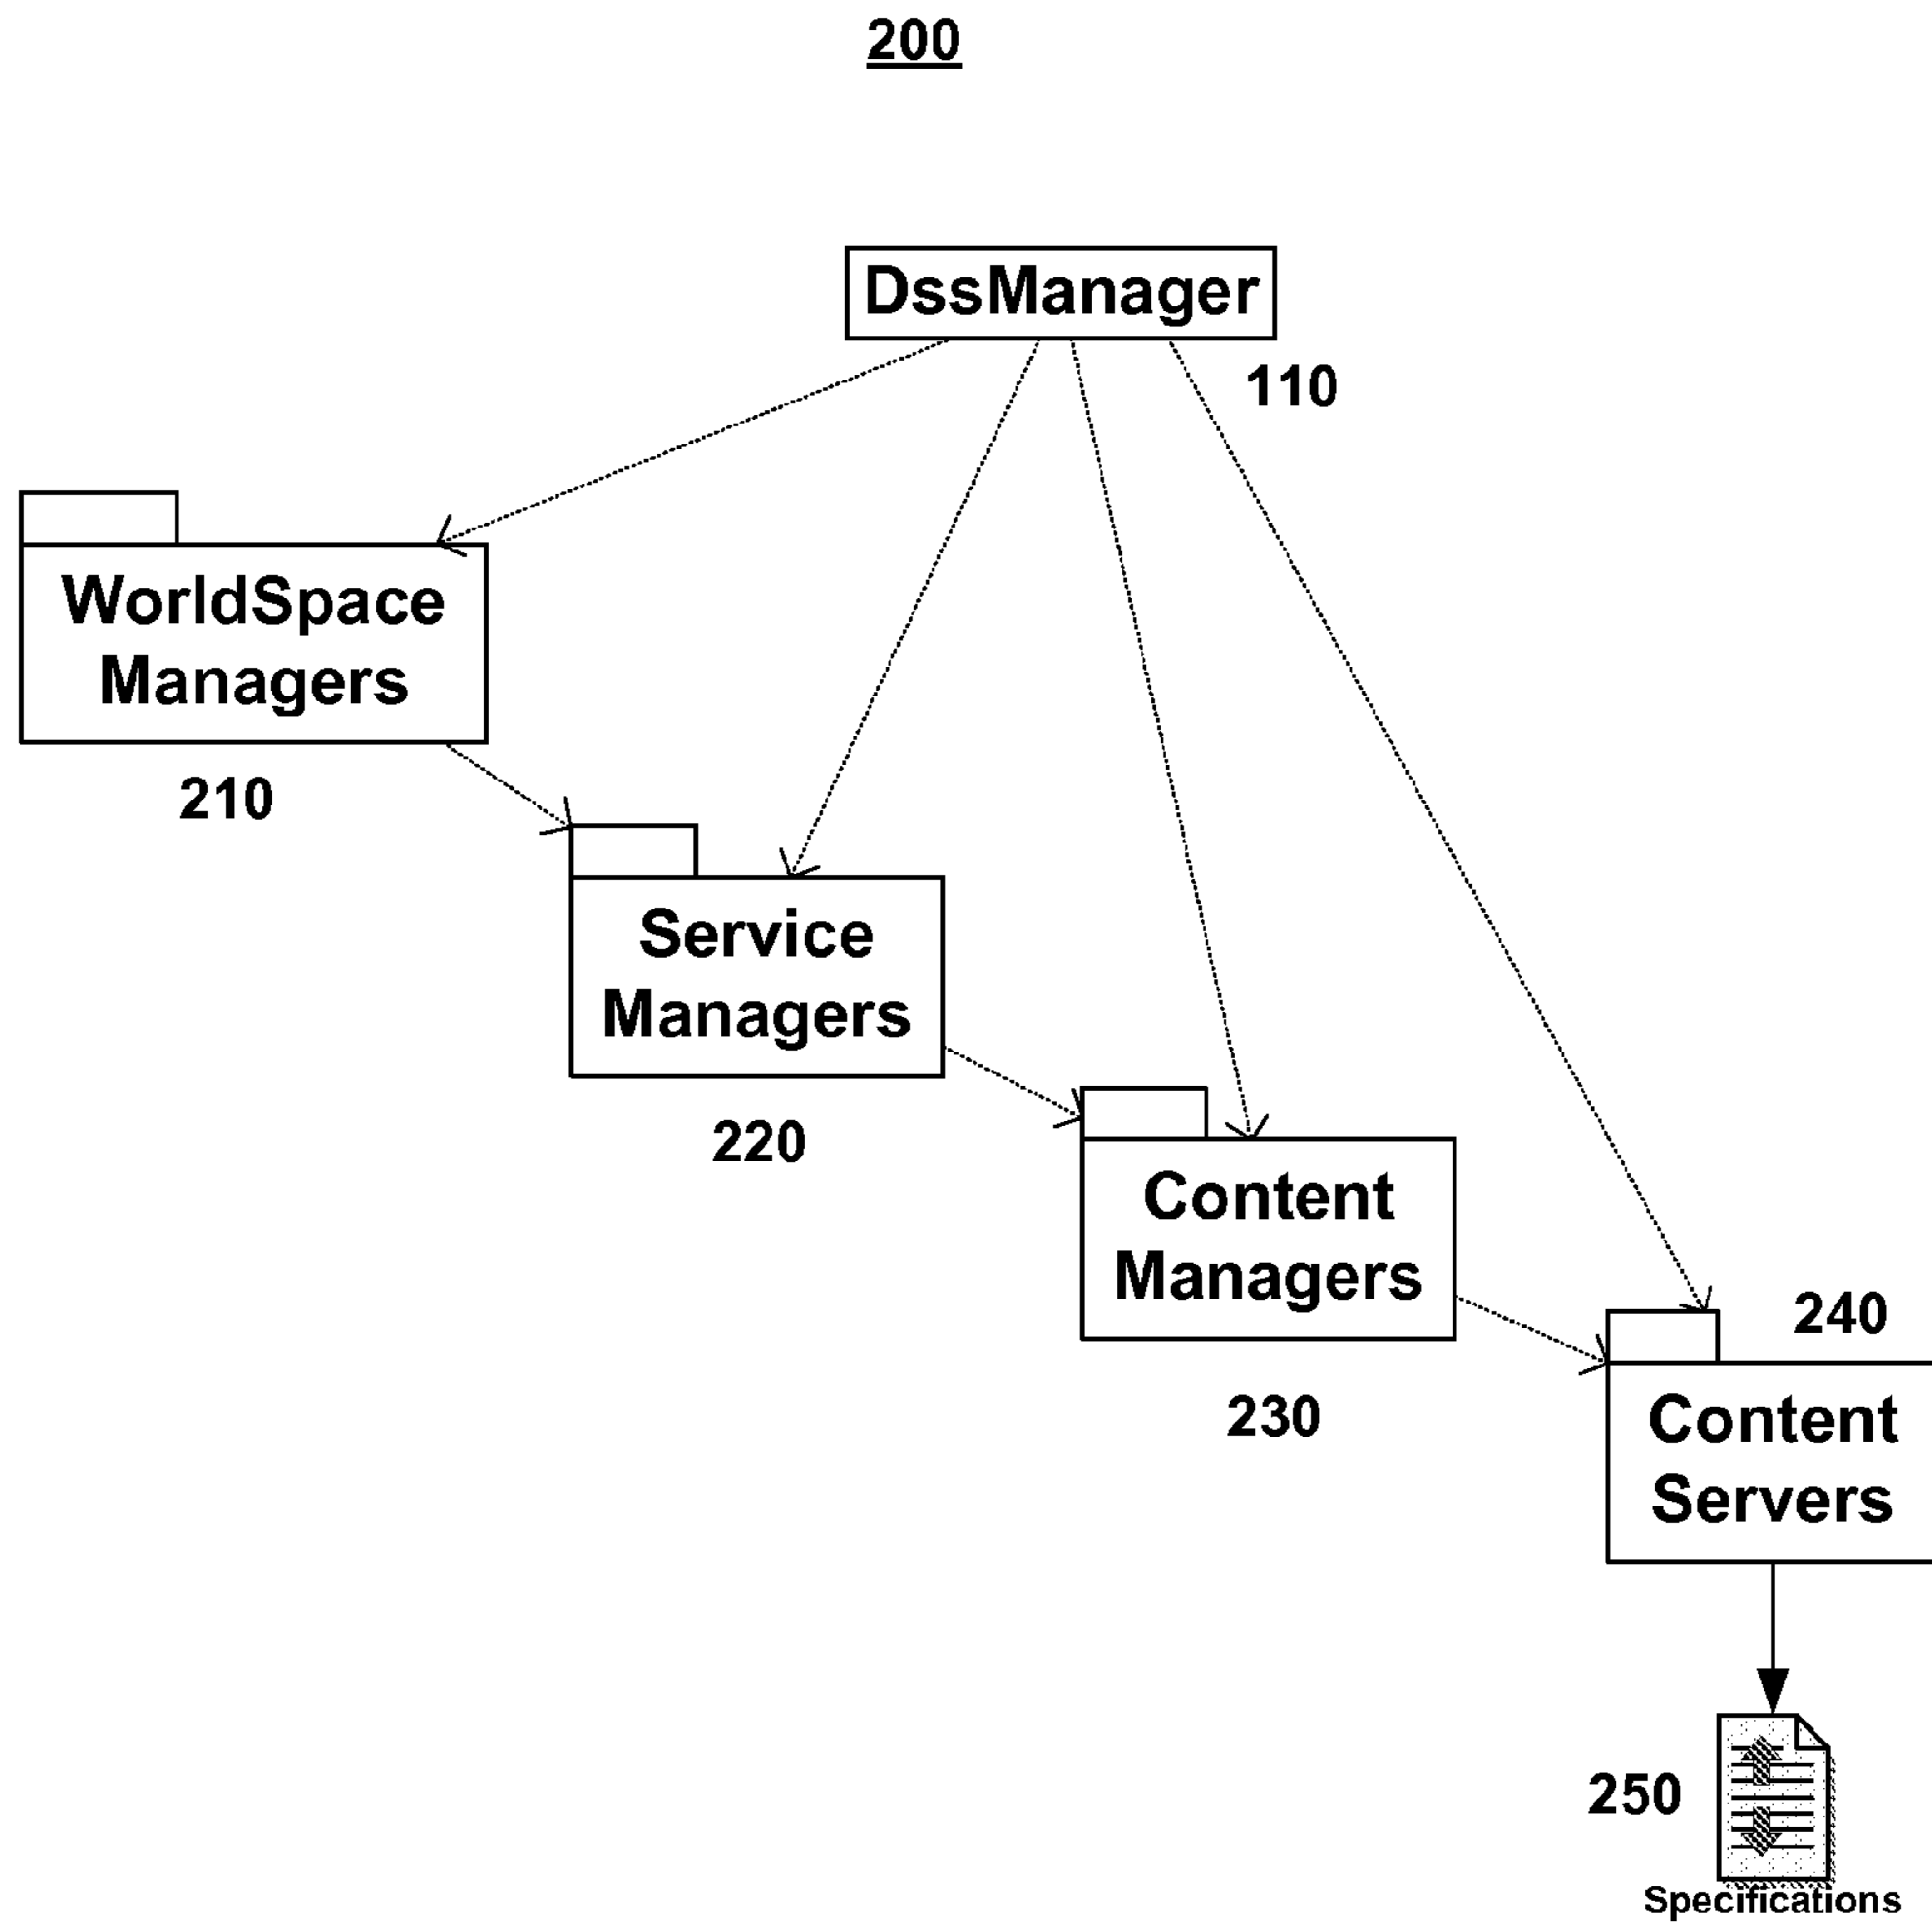 200
DssManager
110
WorldSpace
Managers
210
Service
Managers
220
Content
Managers
230
240
Content
Servers
250
Specifications